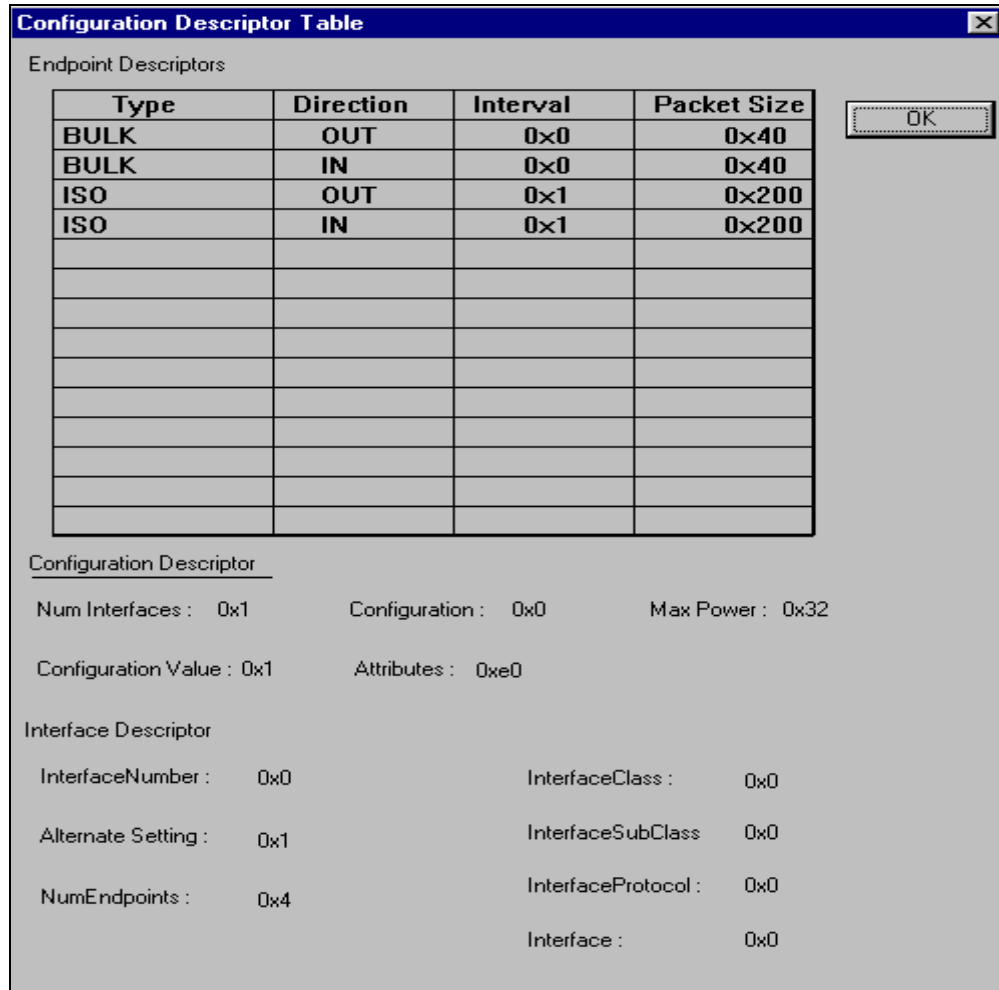 Configuration Descriptor Table
Endpoint Descriptors
Type Direction Interval Packet Size
OK
BULK OUT 0x0 0x40
BULK IN 0x0 0x40
ISO OUT 0x1 0x200
ISO IN 0x1 0x200
Configuration Descriptor
Num Interfaces : 0x1 Configuration : 0x0 Max Power : 0x32
Configuration Value : 0x1 Attributes : 0xe0
Interface Descriptor
InterfaceNumber : 0x0 InterfaceClass : 0x0
Alternate Setting : 0x1 InterfaceSubClass 0x0
NumEndpoints : 0x4 InterfaceProtocol : 0x0
Interface : 0x0